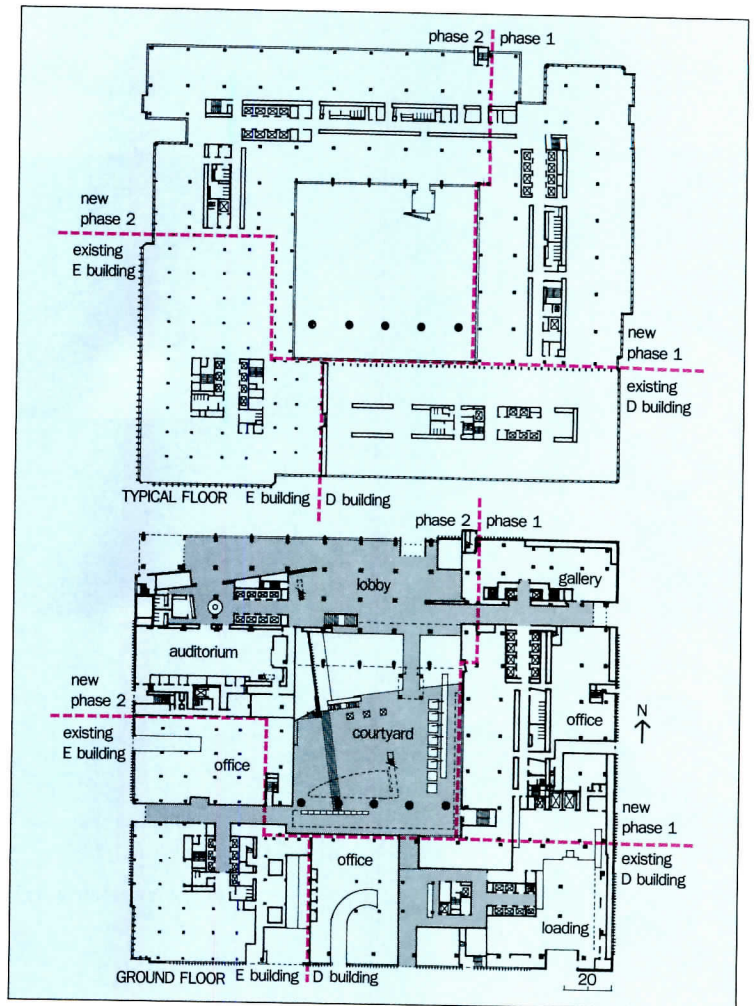 phase 2 phase 1
new
phase 2
existing
E building
new
phase 1
existing
D building
TYPICAL FLOOR E building D building
phase 2 phase 1
lobby
gallery
auditorium
new
phase 2
existing
E building
office
courtyard
office
N
new
phase 1
existing
D building
office
loading
GROUND FLOOR E building D building
20